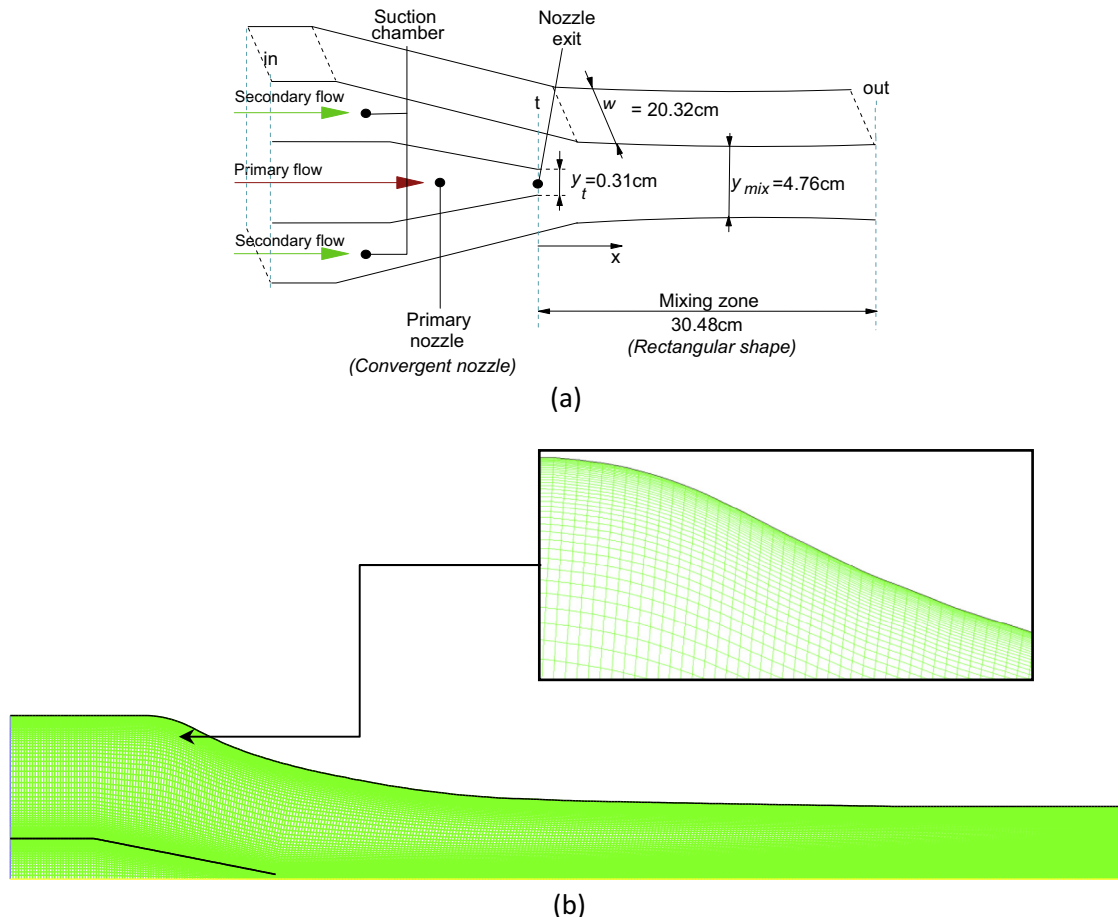 Suction
chamber
Nozzle
exit
in
t
out
Secondary flow
w = 20.32cm
Primary flow
y t =0.31cm
y mix =4.76cm
Secondary flow
x
Mixing zone
30.48cm
(Rectangular shape)
Primary
nozzle
(Convergent nozzle)
(a)
(b)